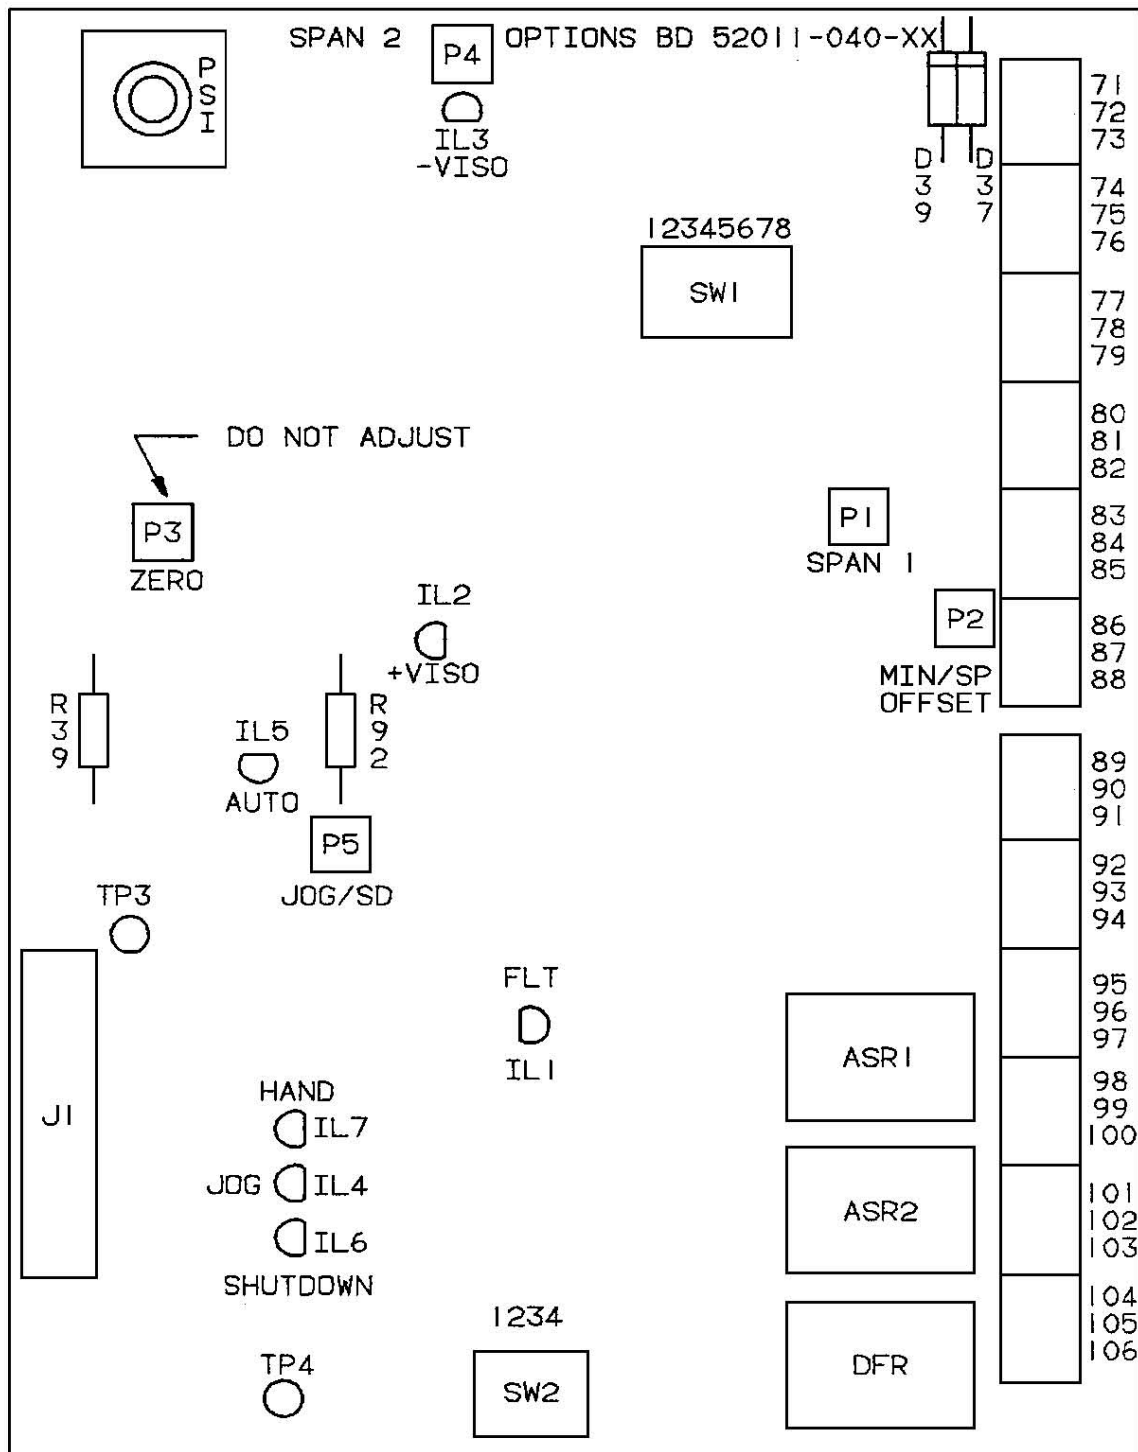 SPAN 2
P4
OPTIONS BD 52011-040-XX
PSI
IL3
-VISO
D39
D37
71
72
73
74
75
76
12345678
SW1
77
78
79
80
81
82
DO NOT ADJUST
P3
ZERO
P1
SPAN 1
83
84
85
IL2
+VISO
P2
MIN/SP
OFFSET
86
87
88
R39
IL5
AUTO
R92
P5
JOG/SD
89
90
91
92
93
94
TP3
J1
FLT
IL1
ASR1
95
96
97
98
99
100
HAND
IL7
JOG
IL4
IL6
SHUTDOWN
ASR2
101
102
103
104
105
106
TP4
1234
SW2
DFR